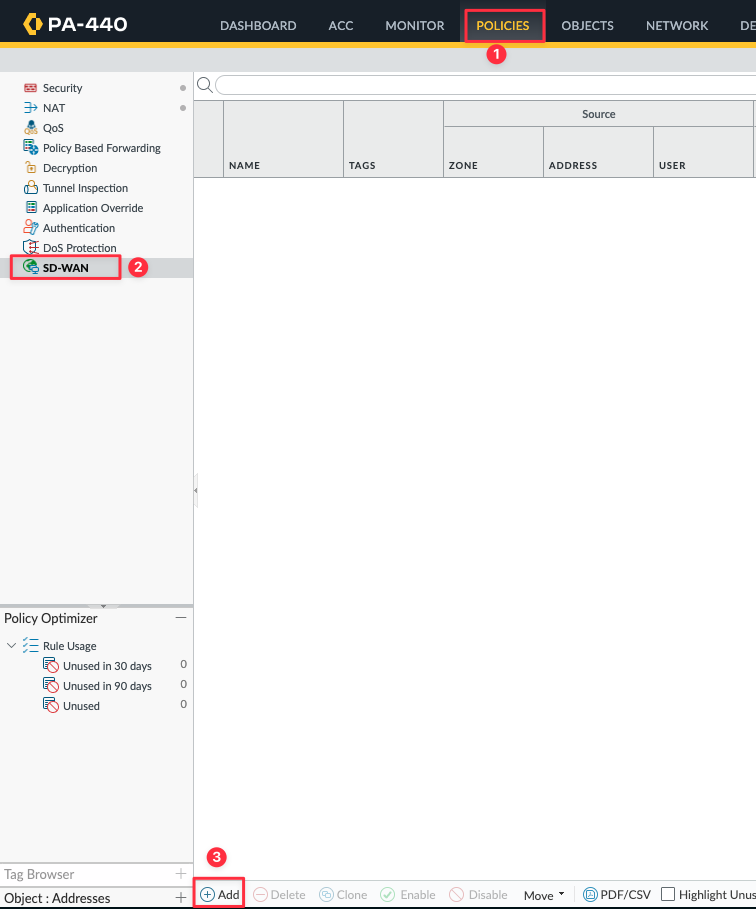 PA-440 DASHBOARD ACC MONITOR POLICIES OBJECTS NETWORK DE
1
Security
NAT
QoS
Policy Based Forwarding
Decryption
Tunnel Inspection
Application Override
Authentication
DoS Protection
SD-WAN 2
Source
NAME TAGS ZONE ADDRESS USER
Policy Optimizer
Rule Usage
Unused in 30 days 0
Unused in 90 days 0
Unused 0
Tag Browser
Object : Addresses
3
Add Delete Clone Enable Disable Move PDF/CSV Highlight Unus